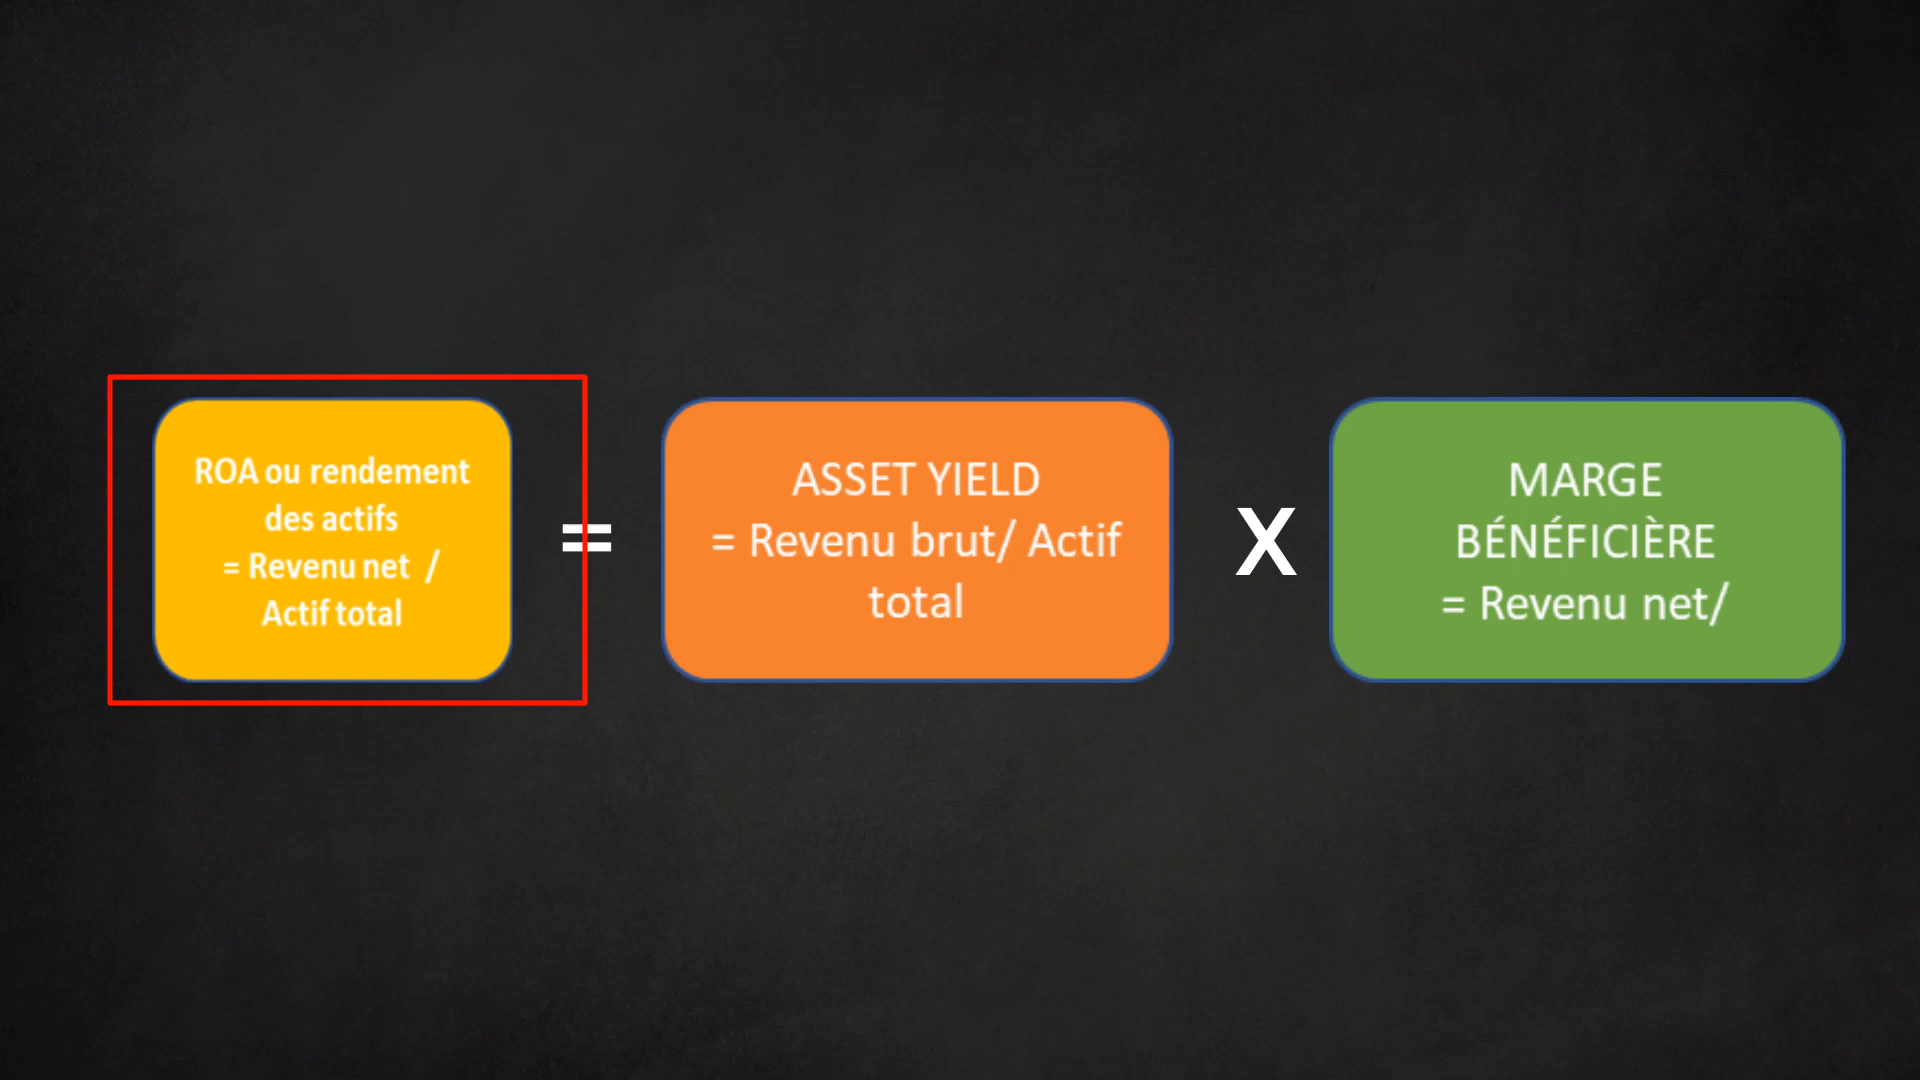 ROA ou rendement
des actifs
= Revenu net /
Actif total
=
ASSET YIELD
= Revenu brut/ Actif
total
X
MARGE
BÉNÉFICIÈRE
= Revenu net/